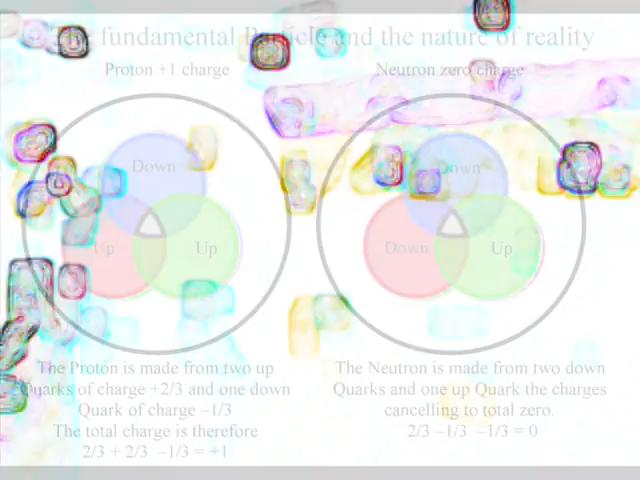 The fundamental Particle and the nature of reality
Proton +1 charge
Neutron zero charge
Down
Up
Up
Down
Down
Up
The Proton is made from two up
Quarks of charge +2/3 and one down
Quark of charge –1/3
The total charge is therefore
2/3 + 2/3 –1/3 = +1
The Neutron is made from two down
Quarks and one up Quark the charges
cancelling to total zero.
2/3 –1/3 –1/3 = 0